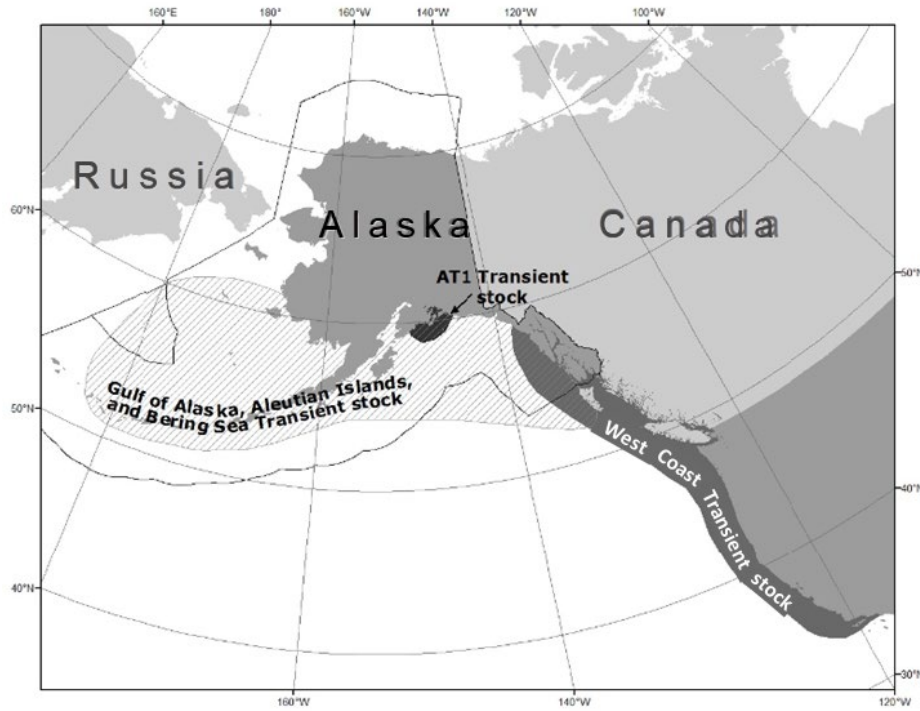 160°E
180°
160°W
140°W
120°W
100°W
Russia
Alaska
Canada
60°N
50°N
AT1 Transient
stock
Gulf of Alaska, Aleutian Islands,
and Bering Sea Transient stock
50°N
West Coast Transient stock
40°N
40°N
30°N
160°W
140°W
120°W